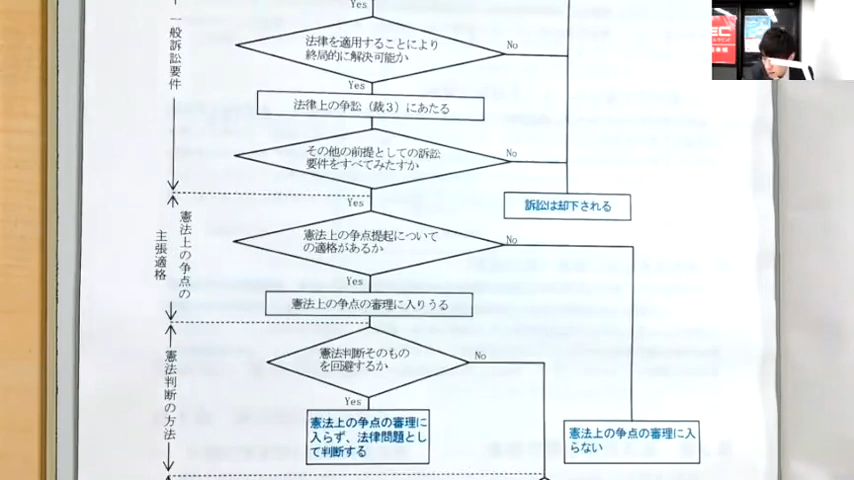 Yes
一般訴訟要件
法律を適用することにより
終局的に解決可能か
No
Yes
法律上の争訟（裁３）にあたる
その他の前提としての訴訟
要件をすべてみたすか
No
Yes
訴訟は却下される
憲法上の争点の
主張適格
憲法上の争点提起について
の適格があるか
No
Yes
憲法上の争点の審理に入りうる
憲法判断の方法
憲法判断そのもの
を回避するか
No
Yes
憲法上の争点の審理に
入らず、法律問題とし
て判断する
憲法上の争点の審理に入
らない